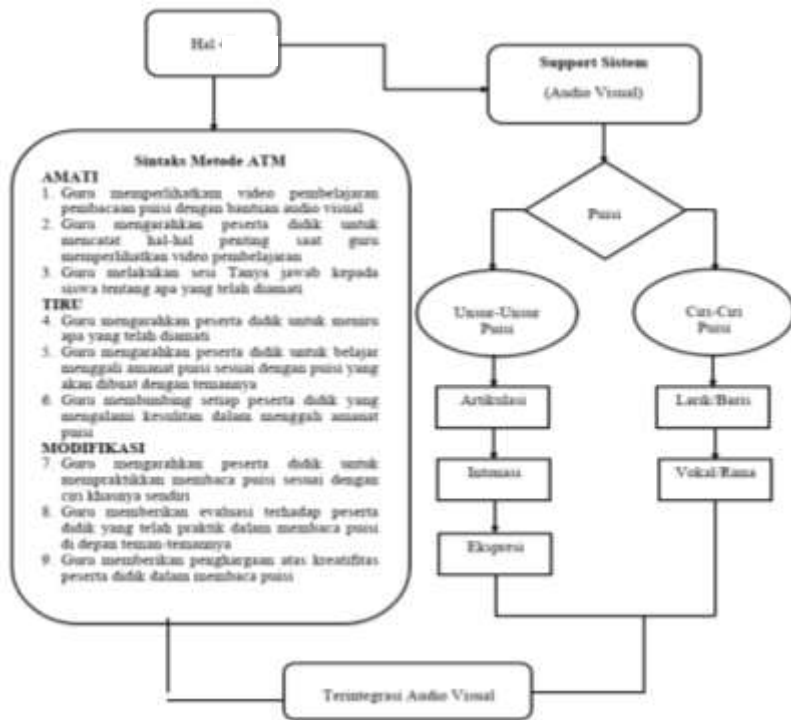 Hal
Support Sistem
(Audio Visual)
Sintaks Metode ATM
AMATI
1. Guru memperlihatkam video pembelajaran
pembacaan puisi dengan bantuan audio visual
2. Guru mengarahkan peserta didik untuk
mencatat hal-hal penting saat guru
memperlihatkan video pembelajaran
3. Guru melakukan sesi Tanya jawab kepada
siswa tentang apa yang telah diamati
TIRU
4. Guru mengarahkan peserta didik untuk meniru
apa yang telah diamati
5. Guru mengarahkan peserta didik untuk belajar
menggali amanat puisi sesuai dengan puisi yang
akan dibuat dengan temannya
6. Guru membimbing setiap peserta didik yang
mengalami kesulitan dalam menggali amanat
puisi
MODIFIKASI
7. Guru mengarahkan peserta didik untuk
mempraktikkan membaca puisi sesuai dengan
ciri khasnya sendiri
8. Guru memberikan evaluasi terhadap peserta
didik yang telah praktik dalam membaca puisi
di depan teman-temannya
9. Guru memberikan penghargaan atas kreatifitas
peserta didik dalam membaca puisi
Puisi
Unsur-Unsur
Puisi
Artikulasi
Intonasi
Ekspresi
Ciri-Ciri
Puisi
Larik/Baris
Vokal/Rima
Terintegrasi Audio Visual